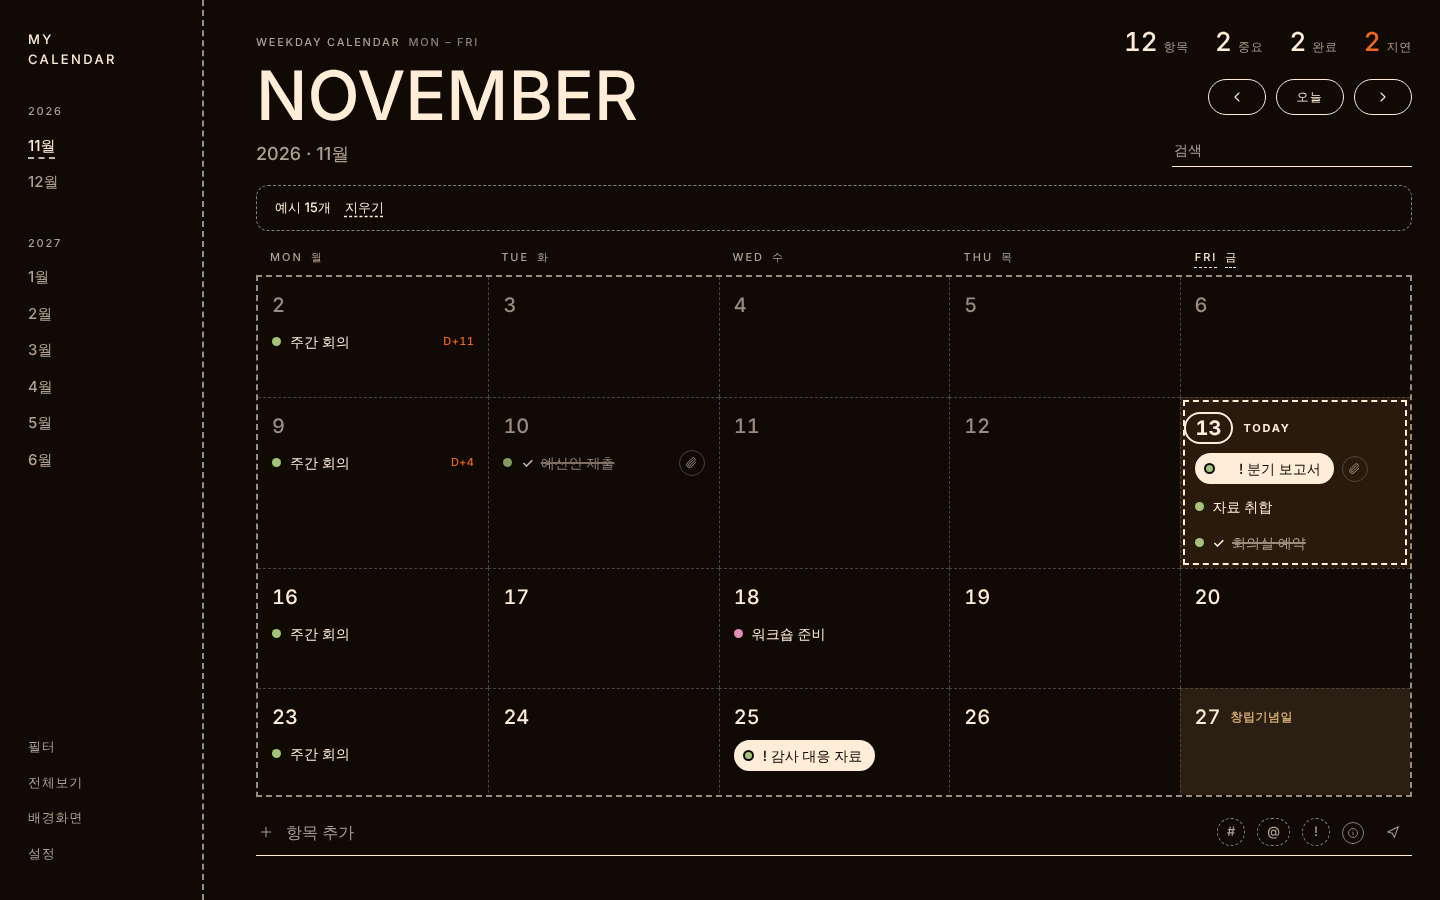 MY
CALENDAR
2026
11월
12월
2027
1월
2월
3월
4월
5월
6월
필터
전체보기
배경화면
설정
WEEKDAY CALENDAR MON – FRI
NOVEMBER
2026 · 11월
12 항목 2 중요 2 완료 2 지연
오늘
검색
예시 15개 지우기
MON 월 TUE 화 WED 수 THU 목 FRI 금
2 3 4 5 6
주간 회의 D+11
9 10 11 12 13 TODAY
주간 회의 D+4
예산안 제출
! 분기 보고서
자료 취합
회의실 예약
16 17 18 19 20
주간 회의
워크숍 준비
23 24 25 26 27 창립기념일
주간 회의
! 감사 대응 자료
+ 항목 추가 # @ !